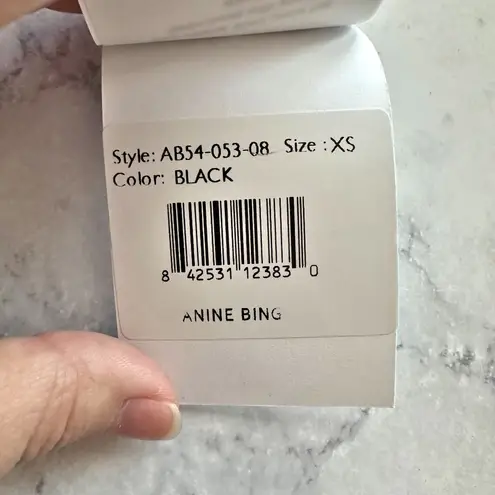 Style: AB54-053-08 Size : XS
Color: BLACK
8 42531 12383 0
ANINE BING